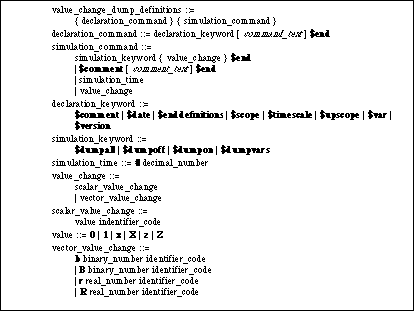 value_change_dump_definitions ::=
{ declaration_command } { simulation_command }
declaration_command ::= declaration_keyword [ command_text ] $end
simulation_command ::=
simulation_keyword { value_change } $end
| $comment [ comment_text ] $end
| simulation_time
| value_change
declaration_keyword ::=
$comment | $date | $enddefinitions | $scope | $timescale | $upscope | $var |
$version
simulation_keyword ::=
$dumpall | $dumpoff | $dumpon | $dumpvars
simulation_time ::= # decimal_number
value_change ::=
scalar_value_change
| vector_value_change
scalar_value_change ::=
value indentifier_code
value ::= 0 | 1 | x | X | z | Z
vector_value_change ::=
b binary_number identifier_code
| B binary_number identifier_code
| r real_number identifier_code
| R real_number identifier_code